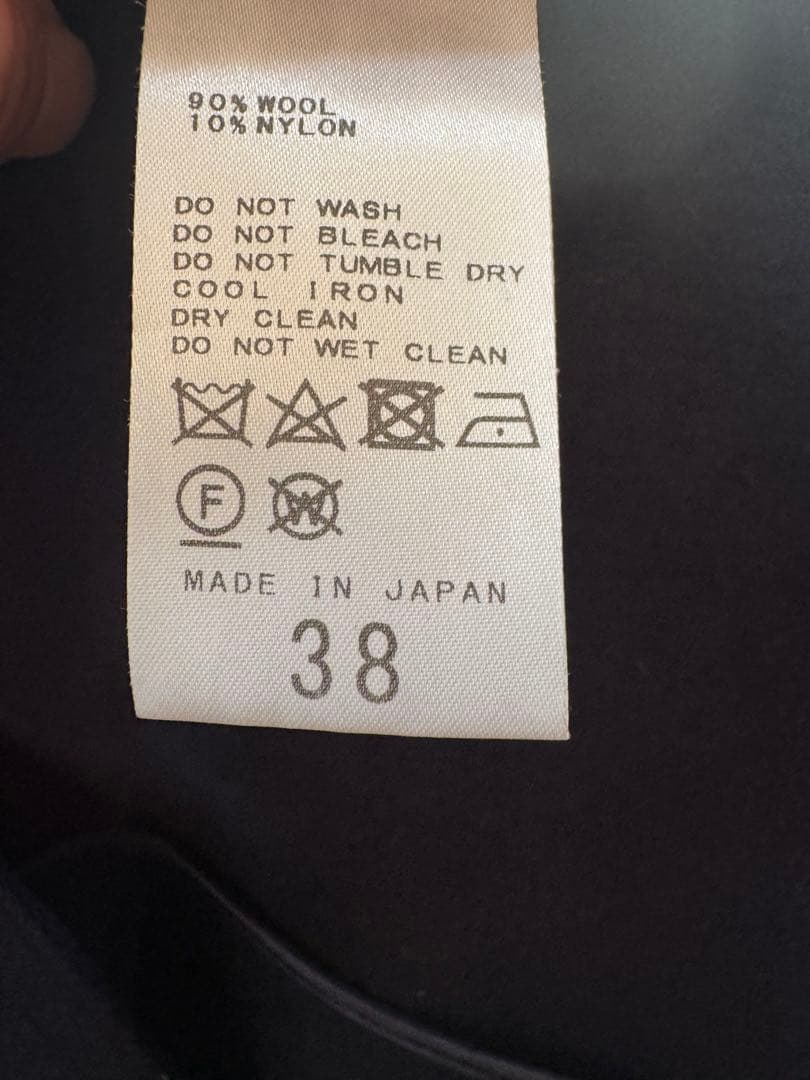 90% WOOL
10% NYLON
DO NOT WASH
DO NOT BLEACH
DO NOT TUMBLE DRY
COOL IRON
DRY CLEAN
DO NOT WET CLEAN
F W
MADE IN JAPAN
38